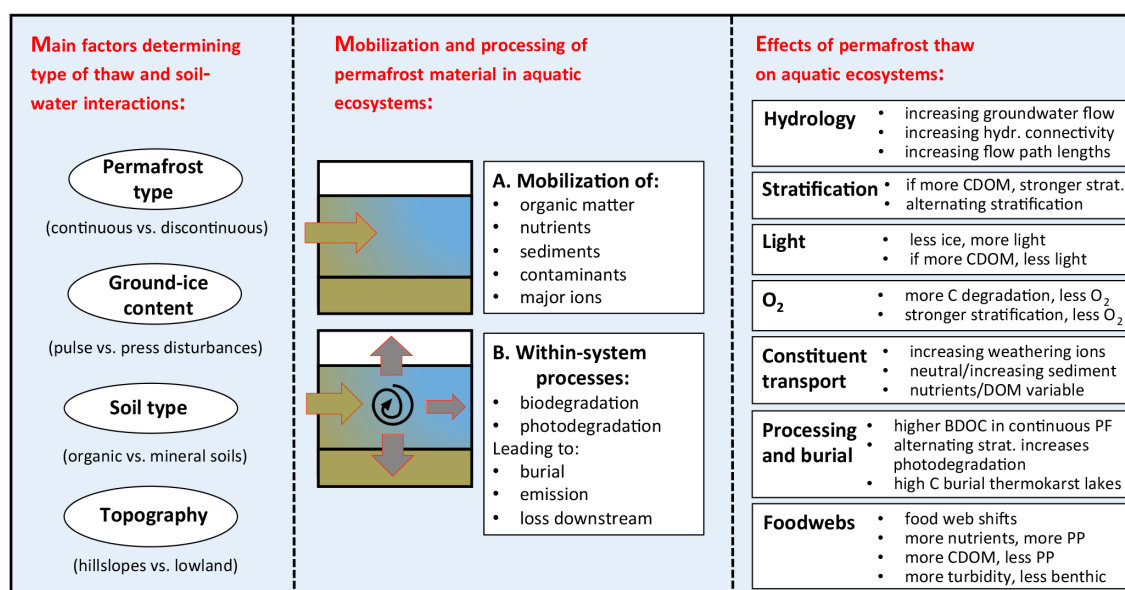 Main factors determining
type of thaw and soil-
water interactions:
Permafrost
type
(continuous vs. discontinuous)
Ground-ice
content
(pulse vs. press disturbances)
Soil type
(organic vs. mineral soils)
Topography
(hillslopes vs. lowland)
Mobilization and processing of
permafrost material in aquatic
ecosystems:
A. Mobilization of:
• organic matter
• nutrients
• sediments
• contaminants
• major ions
B. Within-system
processes:
• biodegradation
• photodegradation
Leading to:
• burial
• emission
• loss downstream
Effects of permafrost thaw
on aquatic ecosystems:
Hydrology
• increasing groundwater flow
• increasing hydr. connectivity
• increasing flow path lengths
Stratification
• if more CDOM, stronger strat.
• alternating stratification
Light
• less ice, more light
• if more CDOM, less light
O₂
• more C degradation, less O₂
• stronger stratification, less O₂
Constituent
transport
• increasing weathering ions
• neutral/increasing sediment
• nutrients/DOM variable
Processing
and burial
• higher BDOC in continuous PF
• alternating strat. increases
photodegradation
• high C burial thermokarst lakes
Foodwebs
• food web shifts
• more nutrients, more PP
• more CDOM, less PP
• more turbidity, less benthic